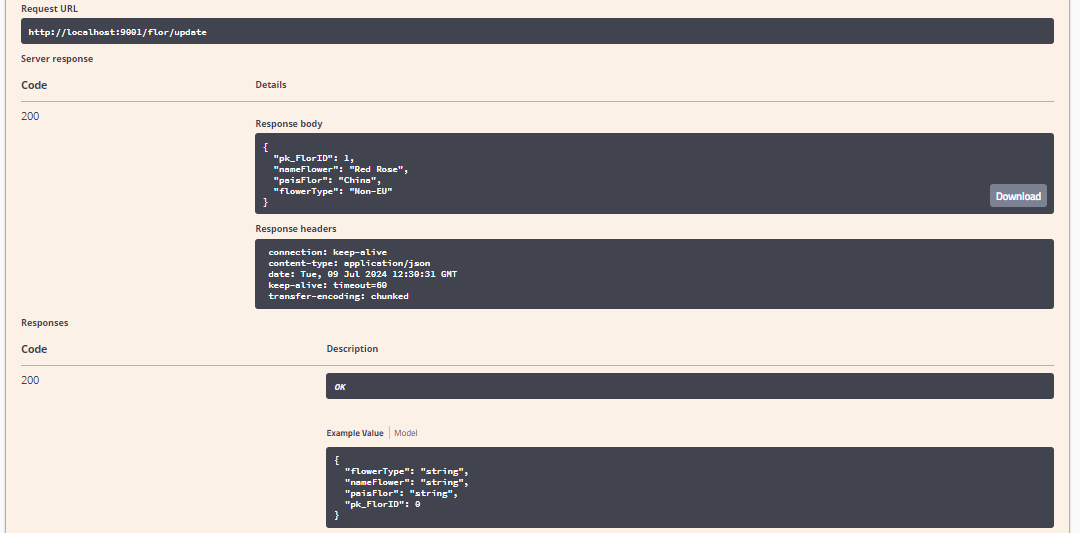 Request URL
http://localhost:9001/flor/update
Server response
Code Details
200
Response body
{
  "pk_FlorID": 1,
  "nameFlower": "Red Rose",
  "paisFlor": "China",
  "flowerType": "Non-EU"
}
Download
Response headers
connection: keep-alive
content-type: application/json
date: Tue, 09 Jul 2024 12:30:31 GMT
keep-alive: timeout=60
transfer-encoding: chunked
Responses
Code Description
200
OK
Example Value Model
{
  "flowerType": "string",
  "nameFlower": "string",
  "paisFlor": "string",
  "pk_FlorID": 0
}